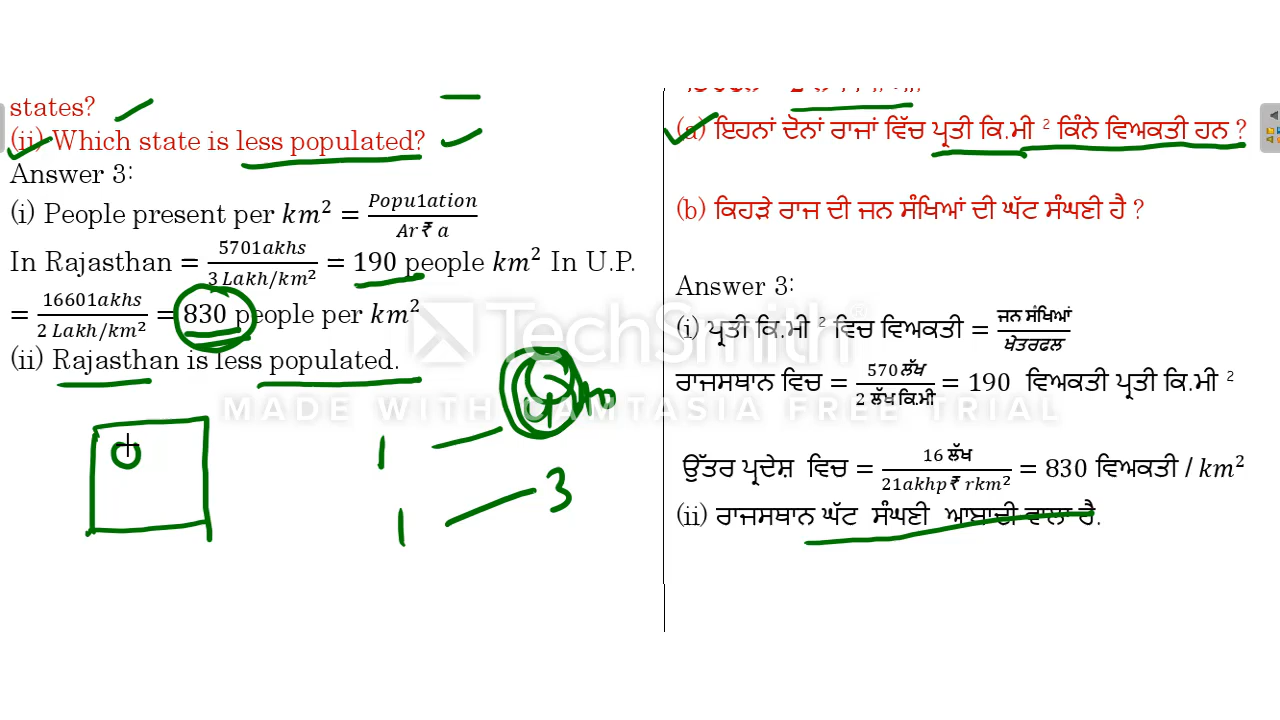 states?
(ii) Which state is less populated?
Answer 3:
(i) People present per km² = Popu1ation / Ar ₹ a
In Rajasthan = 5701akhs / 3 Lakh/km² = 190 people km² In U.P.
= 16601akhs / 2 Lakh/km² = 830 people per km²
(ii) Rajasthan is less populated.
1
1 3
(a) ਇਹਨਾਂ ਦੋਨਾਂ ਰਾਜਾਂ ਵਿੱਚ ਪ੍ਰਤੀ ਕਿ.ਮੀ ² ਕਿੰਨੇ ਵਿਅਕਤੀ ਹਨ ?
(b) ਕਿਹੜੇ ਰਾਜ ਦੀ ਜਨ ਸੰਖਿਆਂ ਦੀ ਘੱਟ ਸੰਘਣੀ ਹੈ ?
Answer 3:
(i) ਪ੍ਰਤੀ ਕਿ.ਮੀ ² ਵਿਚ ਵਿਅਕਤੀ = ਜਨ ਸੰਖਿਆਂ / ਖੇਤਰਫਲ
ਰਾਜਸਥਾਨ ਵਿਚ = 570 ਲੱਖ / 2 ਲੱਖ ਕਿ.ਮੀ = 190 ਵਿਅਕਤੀ ਪ੍ਰਤੀ ਕਿ.ਮੀ ²
ਉੱਤਰ ਪ੍ਰਦੇਸ਼ ਵਿਚ = 16 ਲੱਖ / 21akhp ₹ rkm² = 830 ਵਿਅਕਤੀ / km²
(ii) ਰਾਜਸਥਾਨ ਘੱਟ ਸੰਘਣੀ ਆਬਾਦੀ ਵਾਲਾ ਹੈ.
TechSmith®
MADE WITH CAMTASIA FREE TRIAL